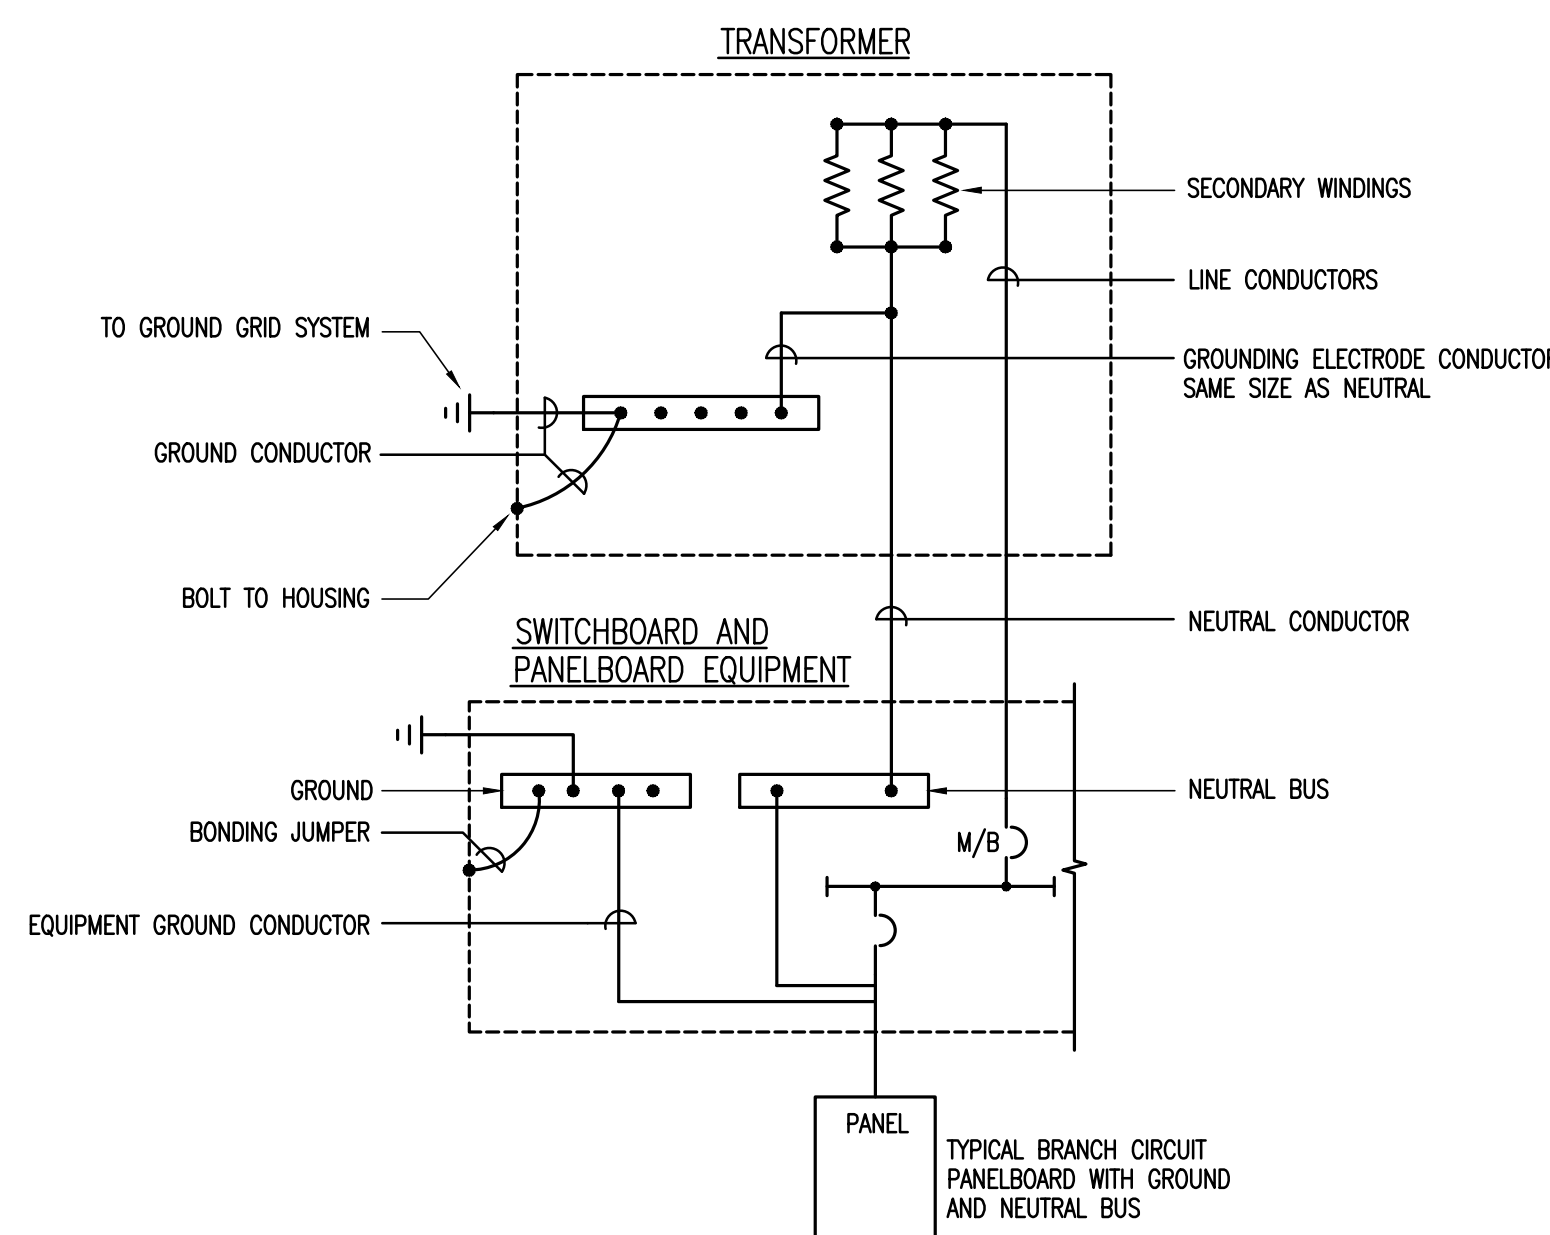 TRANSFORMER
SECONDARY WINDINGS
LINE CONDUCTORS
TO GROUND GRID SYSTEM
GROUNDING ELECTRODE
SAME SIZE AS NEUTRAL
GROUND CONDUCTOR
BOLT TO HOUSING
NEUTRAL CONDUCTOR
SWITCHBOARD AND
PANELBOARD EQUIPMENT
GROUND
NEUTRAL BUS
BONDING JUMPER
M/B
EQUIPMENT GROUND CONDUCTOR
PANEL
TYPICAL BRANCH CIRCUIT
PANELBOARD WITH GROUND
AND NEUTRAL BUS